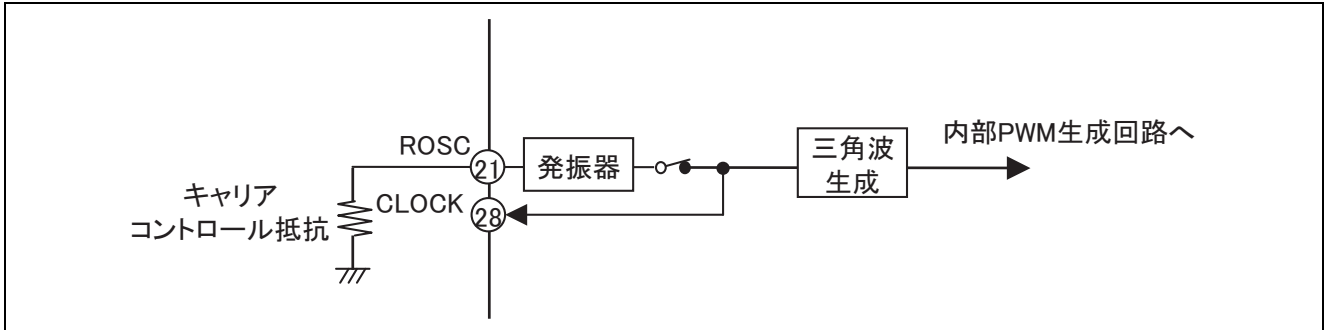 ROSC
21
発振器
三角波
生成
内部PWM生成回路へ
キャリア
コントロール抵抗
CLOCK
28